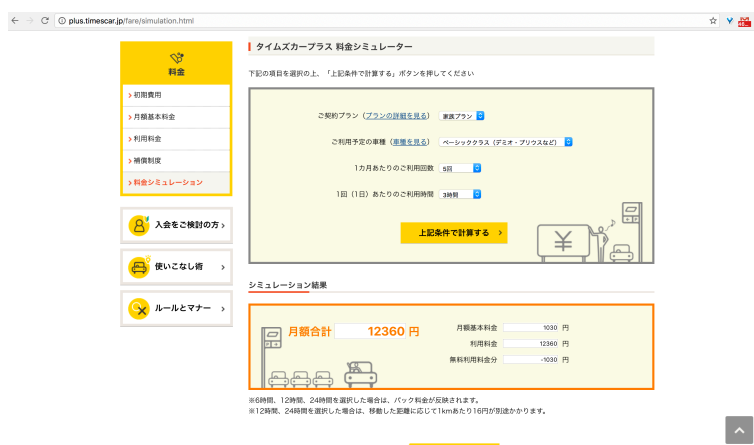 plus.timescar.jp/fare/simulation.html
料金
初期費用
月額基本料金
利用料金
補償制度
料金シミュレーション
入会をご検討の方
使いこなし術
ルールとマナー
タイムズカープラス 料金シミュレーター
下記の項目を選択の上、「上記条件で計算する」ボタンを押してください
ご契約プラン（プランの詳細を見る） 家族プラン
ご利用予定の車種（車種を見る） ベーシッククラス（デミオ・プリウスなど）
1カ月あたりのご利用回数 5回
1回（1日）あたりのご利用時間 3時間
上記条件で計算する
¥
シミュレーション結果
月額合計 12360 円
月額基本料金 1030 円
利用料金 12360 円
無料利用料金分 -1030 円
※6時間、12時間、24時間を選択した場合は、パック料金が反映されます。
※12時間、24時間を選択した場合は、移動した距離に応じて1kmあたり16円が別途かかります。